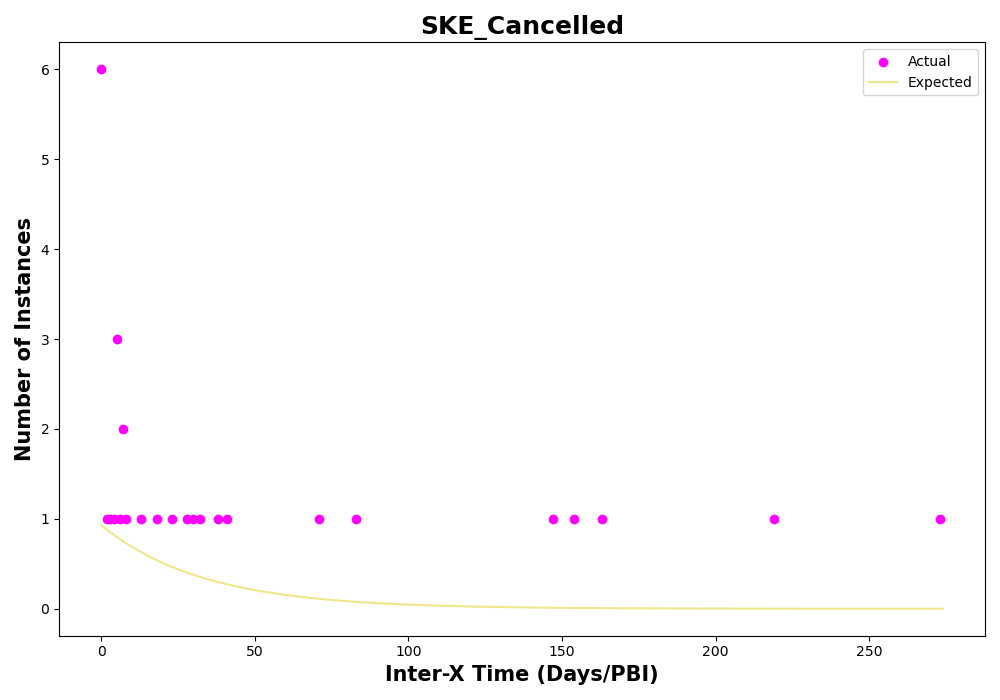 SKE_Cancelled
Actual
Expected
6
5
4
3
2
1
0
Number of Instances
0 50 100 150 200 250
Inter-X Time (Days/PBI)